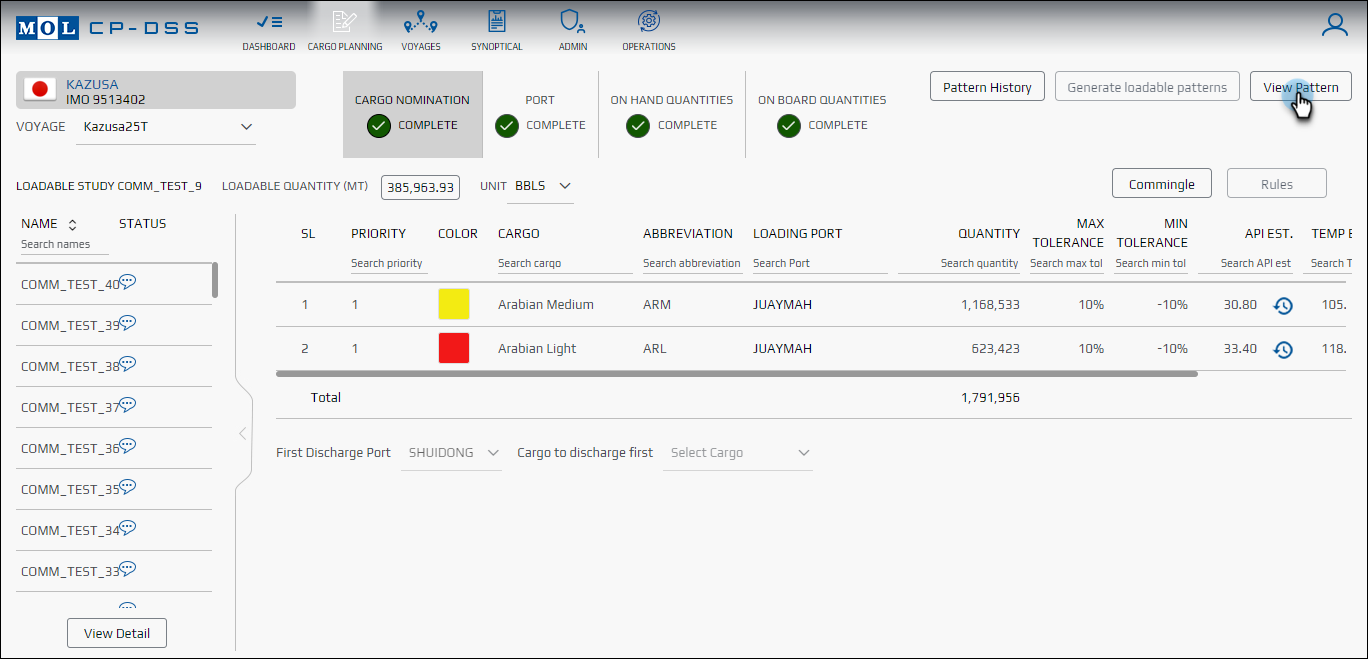 MOL CP-DSS
DASHBOARD CARGO PLANNING VOYAGES SYNOPTICAL ADMIN OPERATIONS
KAZUSA
IMO 9513402
VOYAGE Kazusa25T
CARGO NOMINATION
COMPLETE
PORT
COMPLETE
ON HAND QUANTITIES
COMPLETE
ON BOARD QUANTITIES
COMPLETE
Pattern History Generate loadable patterns View Pattern
LOADABLE STUDY COMM_TEST_9 LOADABLE QUANTITY (MT) 385,963.93 UNIT BBLS
Commingle Rules
NAME STATUS
Search names
COMM_TEST_40
COMM_TEST_39
COMM_TEST_38
COMM_TEST_37
COMM_TEST_36
COMM_TEST_35
COMM_TEST_34
COMM_TEST_33
View Detail
SL PRIORITY COLOR CARGO ABBREVIATION LOADING PORT QUANTITY MAX TOLERANCE MIN TOLERANCE API EST. TEMP E
Search priority Search cargo Search abbreviation Search Port Search quantity Search max tol Search min tol Search API est Search T
1 1 Arabian Medium ARM JUAYMAH 1,168,533 10% -10% 30.80 105.
2 1 Arabian Light ARL JUAYMAH 623,423 10% -10% 33.40 118.
Total 1,791,956
First Discharge Port SHUIDONG Cargo to discharge first Select Cargo